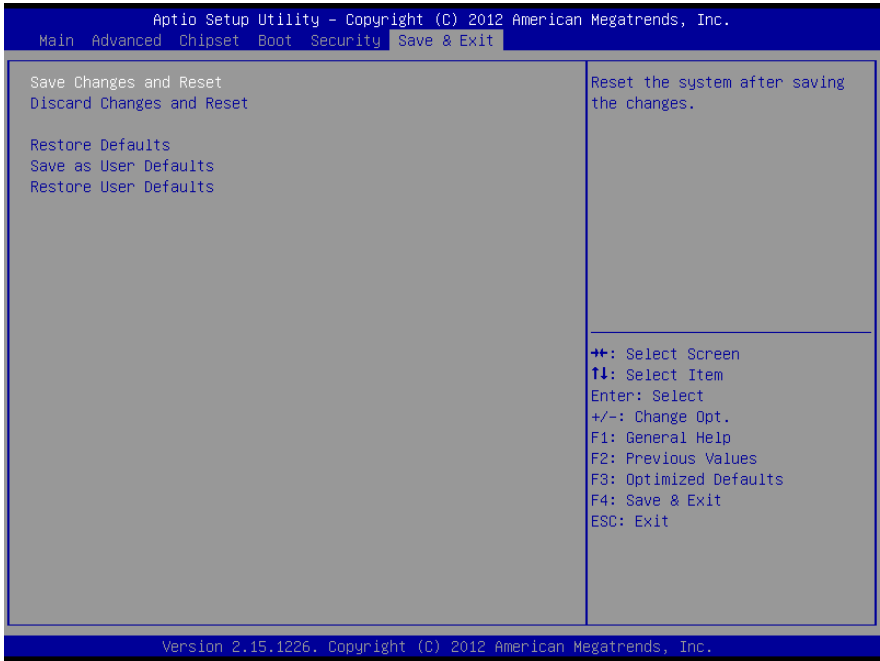 Aptio Setup Utility – Copyright (C) 2012 American Megatrends, Inc.
Main Advanced Chipset Boot Security Save & Exit
Save Changes and Reset
Discard Changes and Reset
Restore Defaults
Save as User Defaults
Restore User Defaults
Reset the system after saving
the changes.
→←: Select Screen
↑↓: Select Item
Enter: Select
+/-: Change Opt.
F1: General Help
F2: Previous Values
F3: Optimized Defaults
F4: Save & Exit
ESC: Exit
Version 2.15.1226. Copyright (C) 2012 American Megatrends, Inc.